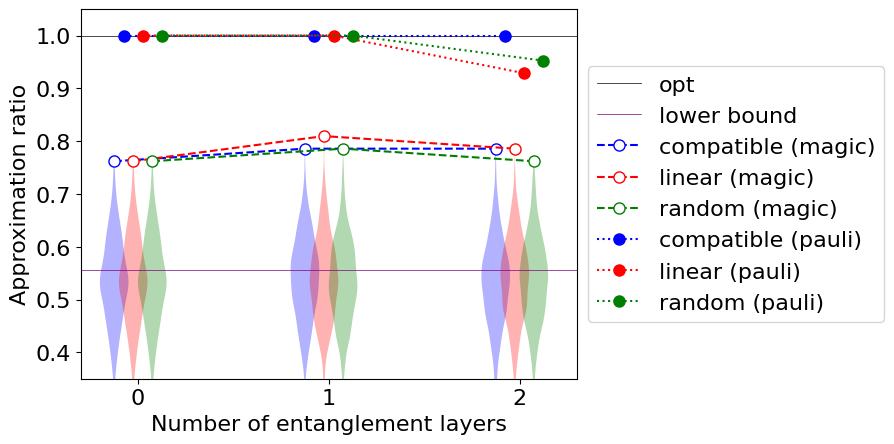 1.0
0.9
0.8
0.7
0.6
0.5
0.4
Approximation ratio
0 1 2
Number of entanglement layers
opt
lower bound
compatible (magic)
linear (magic)
random (magic)
compatible (pauli)
linear (pauli)
random (pauli)